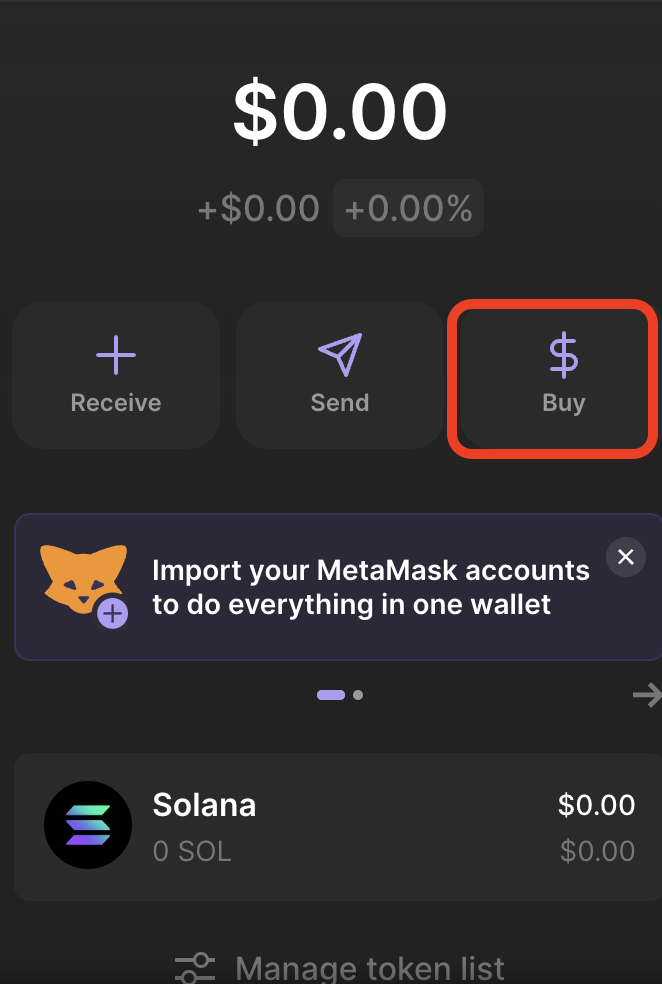 $0.00
+$0.00 +0.00%
Receive Send Buy
Import your MetaMask accounts
to do everything in one wallet
Solana $0.00
0 SOL $0.00
Manage token list